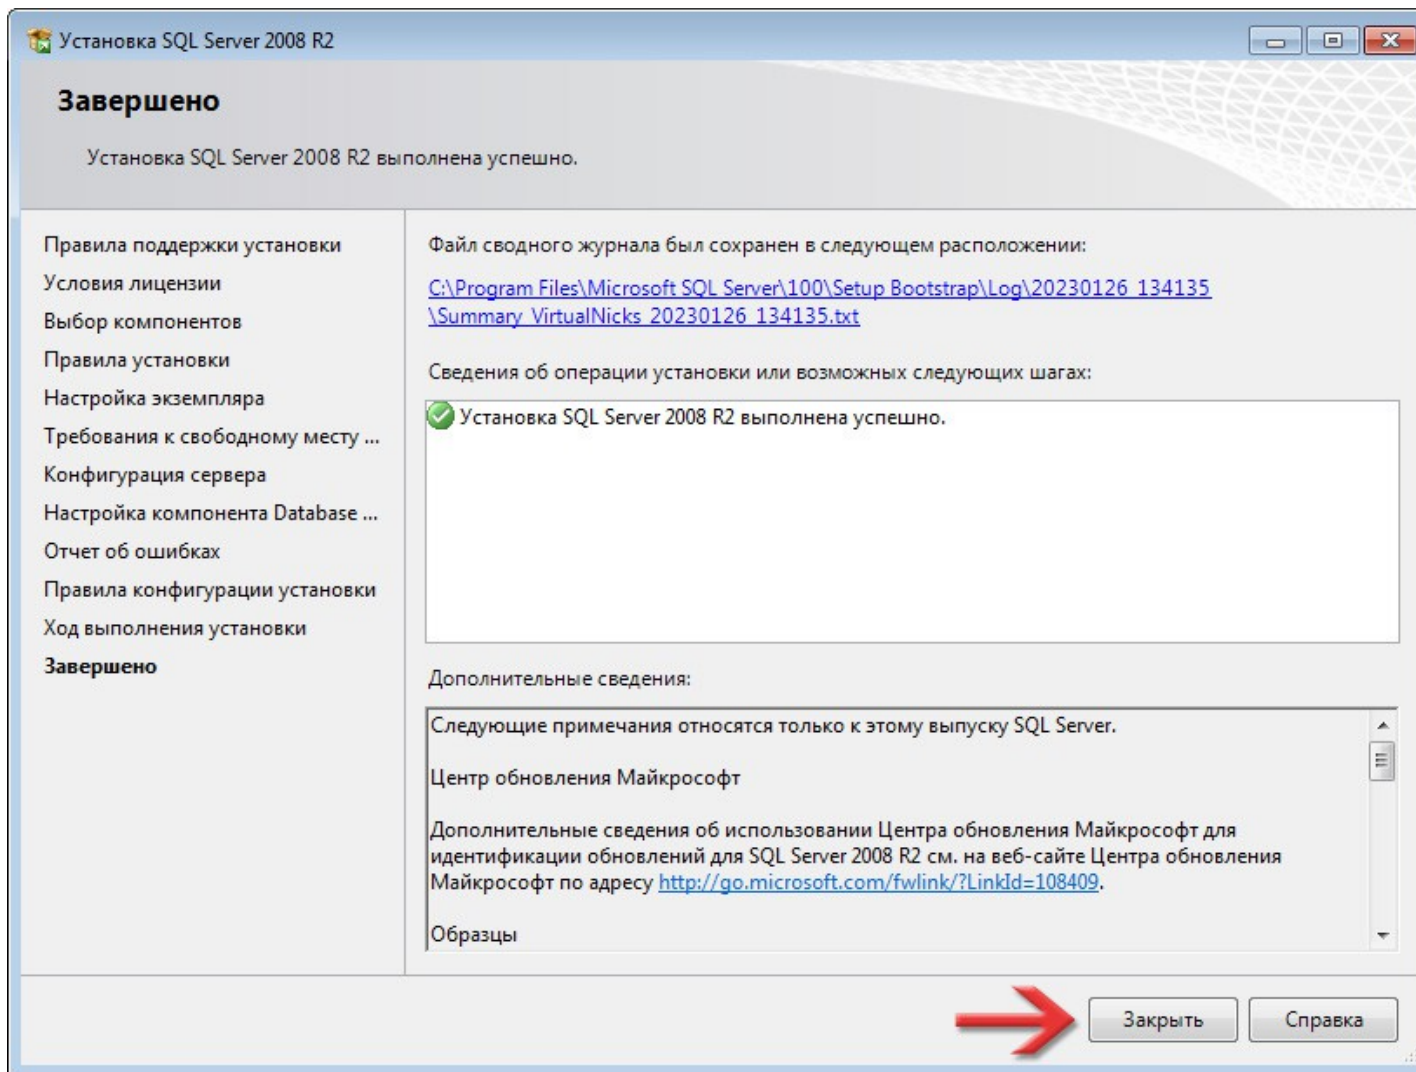 Установка SQL Server 2008 R2
Завершено
Установка SQL Server 2008 R2 выполнена успешно.
Правила поддержки установки
Условия лицензии
Выбор компонентов
Правила установки
Настройка экземпляра
Требования к свободному месту ...
Конфигурация сервера
Настройка компонента Database ...
Отчет об ошибках
Правила конфигурации установки
Ход выполнения установки
Завершено
Файл сводного журнала был сохранен в следующем расположении:
C:\Program Files\Microsoft SQL Server\100\Setup Bootstrap\Log\20230126_134135
\Summary_VirtualNicks_20230126_134135.txt
Сведения об операции установки или возможных следующих шагах:
Установка SQL Server 2008 R2 выполнена успешно.
Дополнительные сведения:
Следующие примечания относятся только к этому выпуску SQL Server.
Центр обновления Майкрософт
Дополнительные сведения об использовании Центра обновления Майкрософт для
идентификации обновлений для SQL Server 2008 R2 см. на веб-сайте Центра обновления
Майкрософт по адресу http://go.microsoft.com/fwlink/?LinkId=108409.
Образцы
Закрыть
Справка